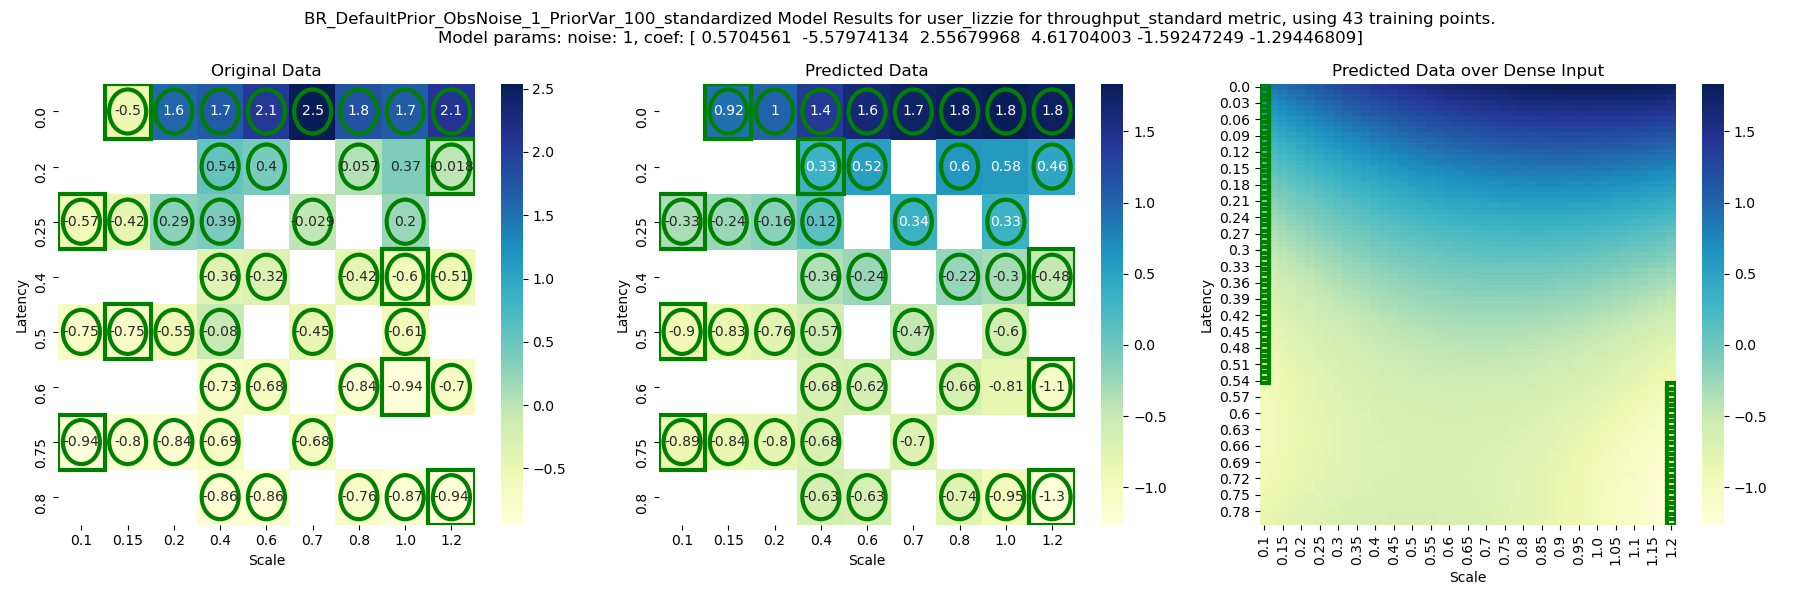 BR_DefaultPrior_ObsNoise_1_PriorVar_100_standardized Model Results for user_lizzie for throughput_standard metric, using 43 training points.
Model params: noise: 1, coef: [ 0.5704561 -5.57974134 2.55679968 4.61704003 -1.59247249 -1.29446809]
Original Data
0.0 -0.5 1.6 1.7 2.1 2.5 1.8 1.7 2.1
0.2 0.54 0.4 0.057 0.37 -0.018
0.25 -0.57 -0.42 0.29 0.39 -0.029 0.2
0.4 -0.36 -0.32 -0.42 -0.6 -0.51
0.5 -0.75 -0.75 -0.55 -0.08 -0.45 -0.61
0.6 -0.73 -0.68 -0.84 -0.94 -0.7
0.75 -0.94 -0.8 -0.84 -0.69 -0.68
0.8 -0.86 -0.86 -0.76 -0.87 -0.94
0.1 0.15 0.2 0.4 0.6 0.7 0.8 1.0 1.2
Scale
Latency
2.5
2.0
1.5
1.0
0.5
0.0
−0.5
Predicted Data
0.0 0.92 1 1.4 1.6 1.7 1.8 1.8 1.8
0.2 0.33 0.52 0.6 0.58 0.46
0.25 -0.33 -0.24 -0.16 0.12 0.34 0.33
0.4 -0.36 -0.24 -0.22 -0.3 -0.48
0.5 -0.9 -0.83 -0.76 -0.57 -0.47 -0.6
0.6 -0.68 -0.62 -0.66 -0.81 -1.1
0.75 -0.89 -0.84 -0.8 -0.68 -0.7
0.8 -0.63 -0.63 -0.74 -0.95 -1.3
0.1 0.15 0.2 0.4 0.6 0.7 0.8 1.0 1.2
Scale
Latency
1.5
1.0
0.5
0.0
−0.5
−1.0
Predicted Data over Dense Input
0.0
0.03
0.06
0.09
0.12
0.15
0.18
0.21
0.24
0.27
0.3
0.33
0.36
0.39
0.42
0.45
0.48
0.51
0.54
0.57
0.6
0.63
0.66
0.69
0.72
0.75
0.78
0.1 0.15 0.2 0.25 0.3 0.35 0.4 0.45 0.5 0.55 0.6 0.65 0.7 0.75 0.8 0.85 0.9 0.95 1.0 1.05 1.1 1.15 1.2
Scale
Latency
1.5
1.0
0.5
0.0
−0.5
−1.0